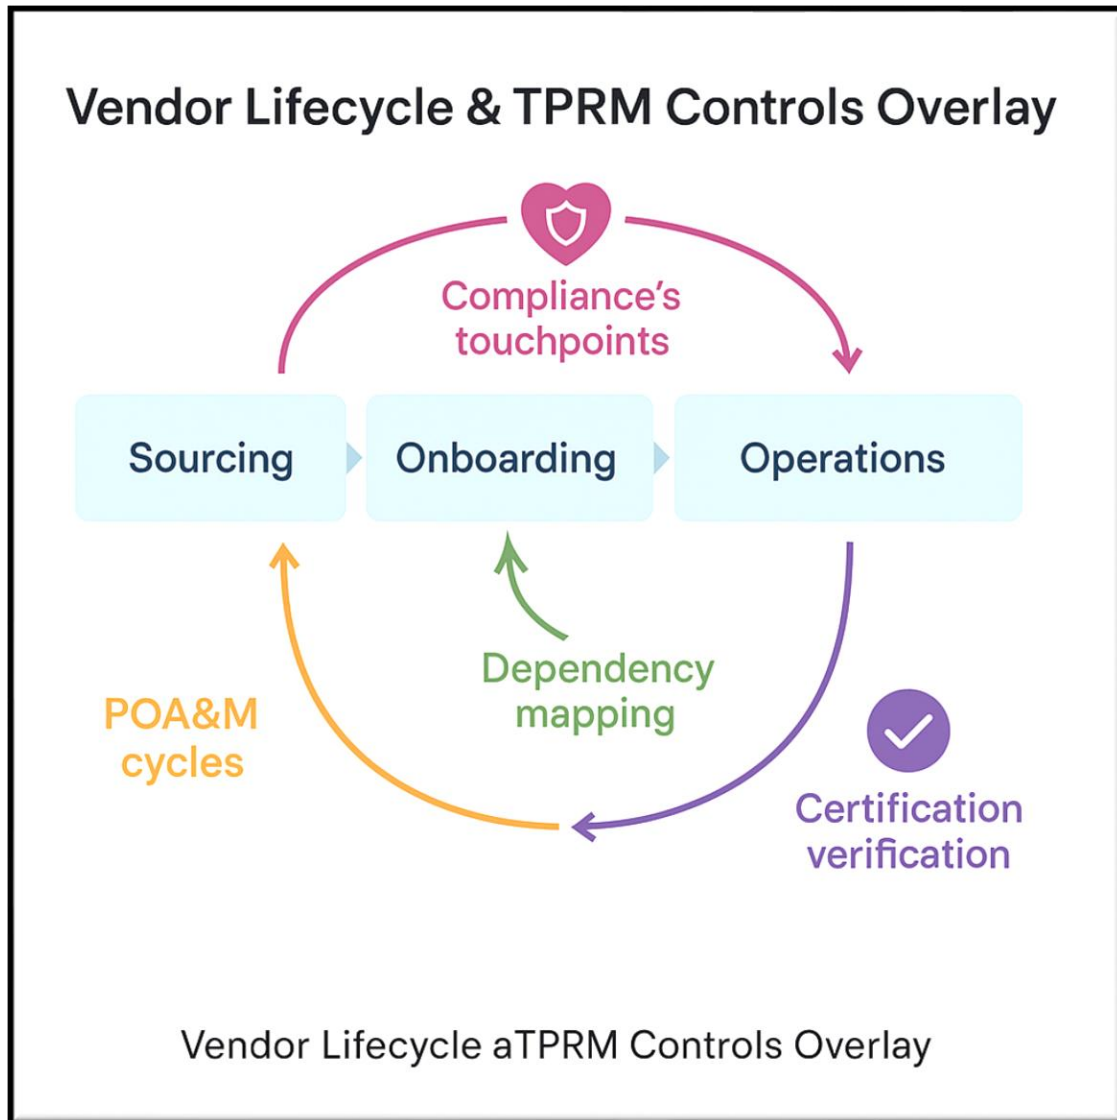 Vendor Lifecycle & TPRM Controls Overlay
Compliance's
touchpoints
Sourcing
Onboarding
Operations
Dependency
mapping
POA&M
cycles
Certification
verification
Vendor Lifecycle aTPRM Controls Overlay